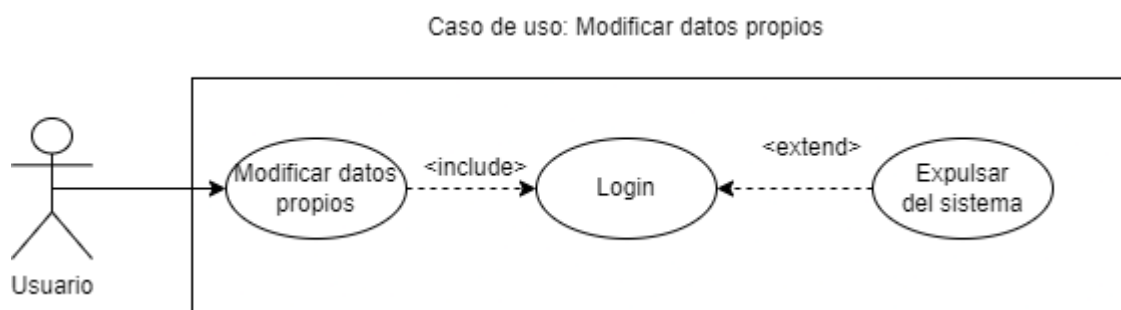 Caso de uso: Modificar datos propios
Modificar datos
propios
<include>
Login
<extend>
Expulsar
del sistema
Usuario